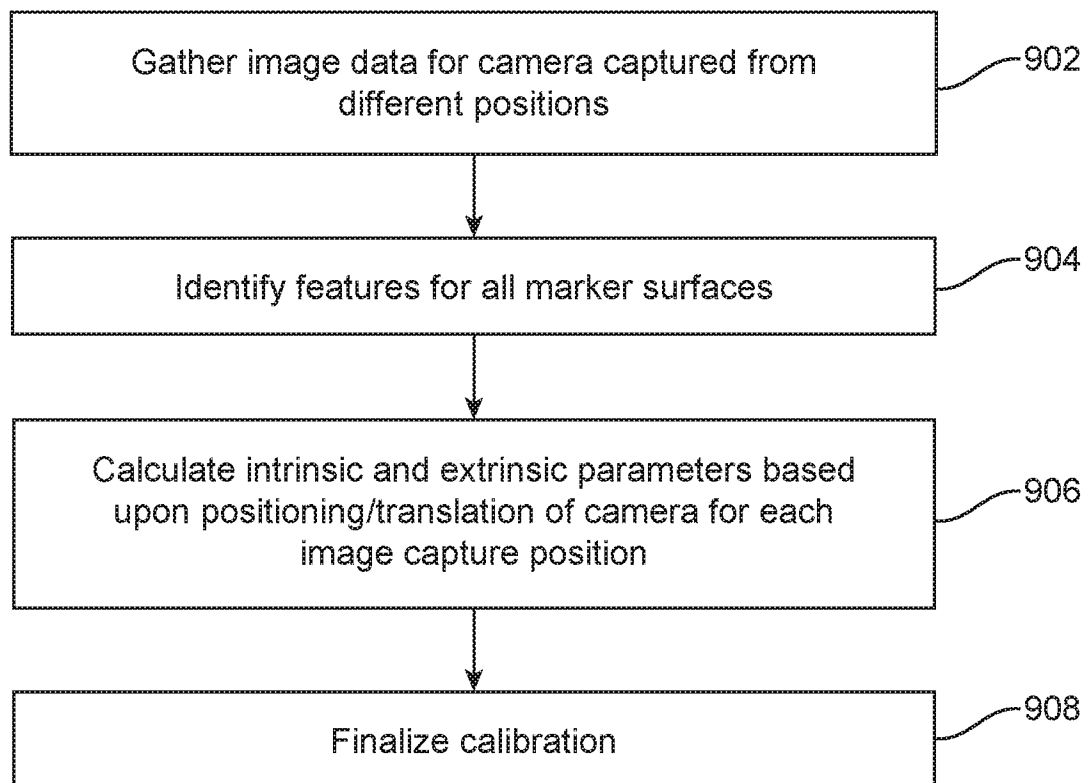 Gather image data for camera captured from
different positions
902
Identify features for all marker surfaces
904
Calculate intrinsic and extrinsic parameters based
upon positioning/translation of camera for each
image capture position
906
Finalize calibration
908